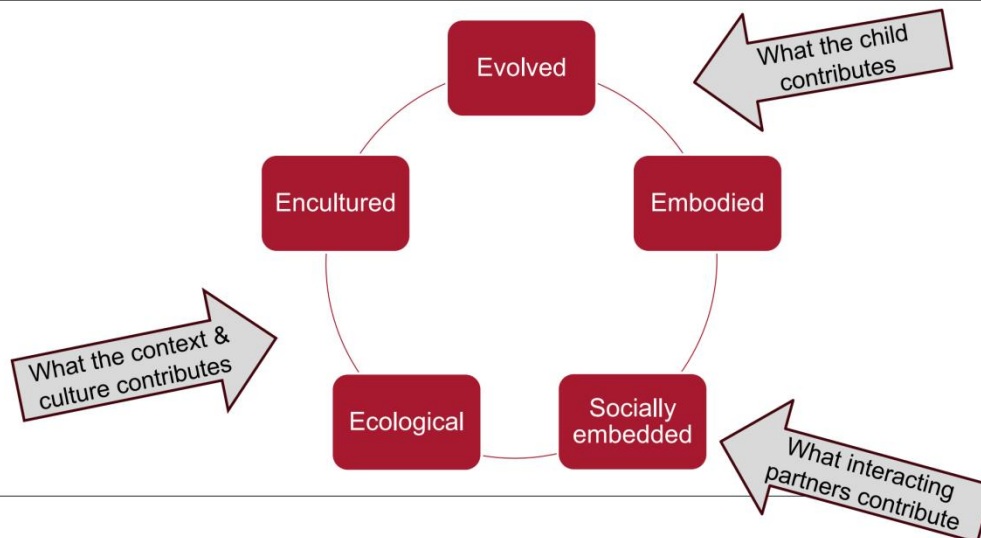 Evolved
What the child
contributes
Encultured
Embodied
What the context &
culture contributes
Ecological
Socially
embedded
What interacting
partners contribute